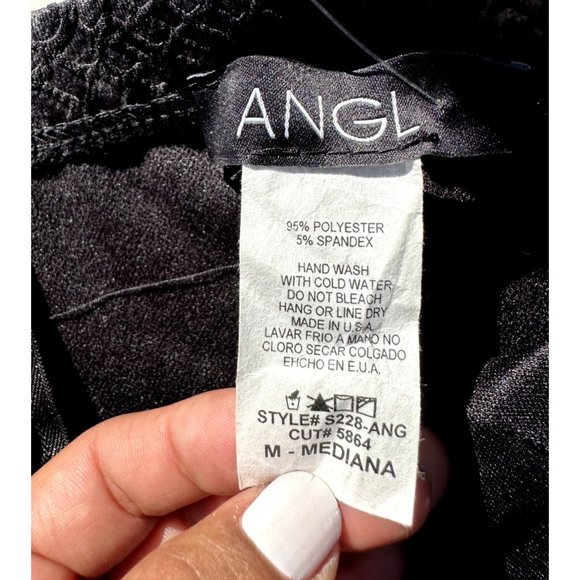 ANGL
95% POLYESTER
5% SPANDEX
HAND WASH
WITH COLD WATER
DO NOT BLEACH
HANG OR LINE DRY
MADE IN U.S.A
LAVAR FRIO A MANO NO
CLORO SECAR COLGADO
EHCHO EN E.U.A.
STYLE# S228-ANG
CUT# 5864
M - MEDIANA